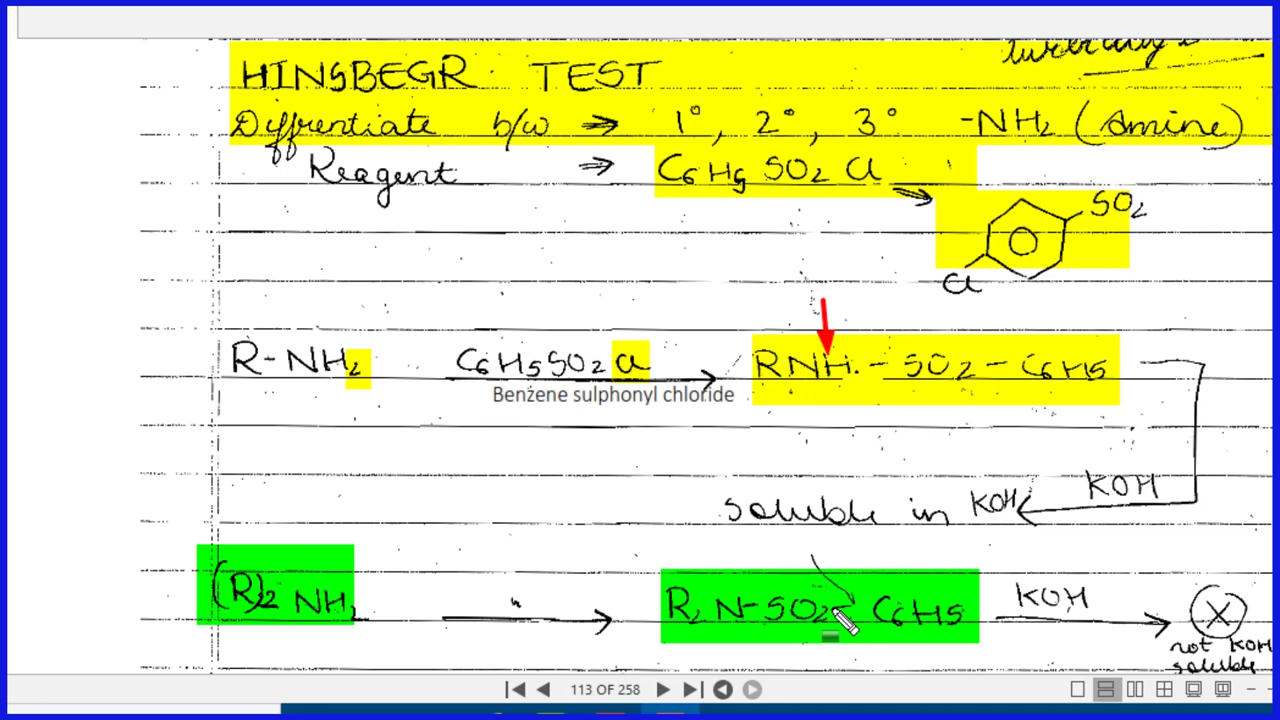 HINSBEGR TEST
Diffrentiate b/w ⇒ 1°, 2°, 3° -NH2 (Amine)
Reagent ⇒ C6H5SO2Cl
SO2
Cl
R-NH2 C6H5SO2Cl → RNH - SO2 - C6H5
Benzene sulphonyl chloride
KOH
soluble in KOH
(R)2 NH2 → R2N-SO2- C6H5 KOH → X
not KOH
soluble
113 OF 258